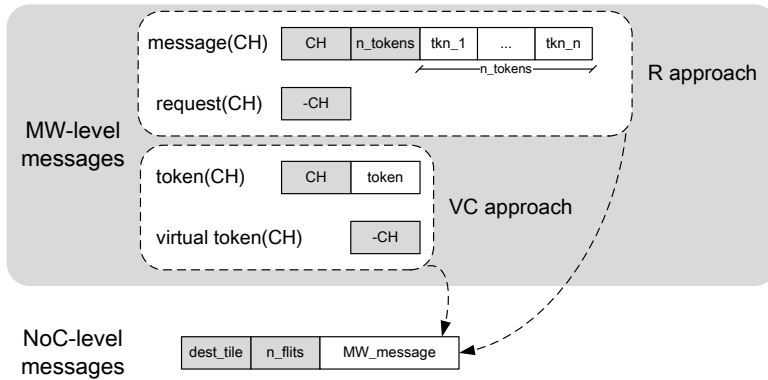 message(CH) CH n_tokens tkn_1 ... tkn_n
n_tokens
R approach
request(CH) -CH
MW-level
messages
token(CH) CH token
VC approach
virtual token(CH) -CH
NoC-level
messages
dest_tile n_flits MW_message